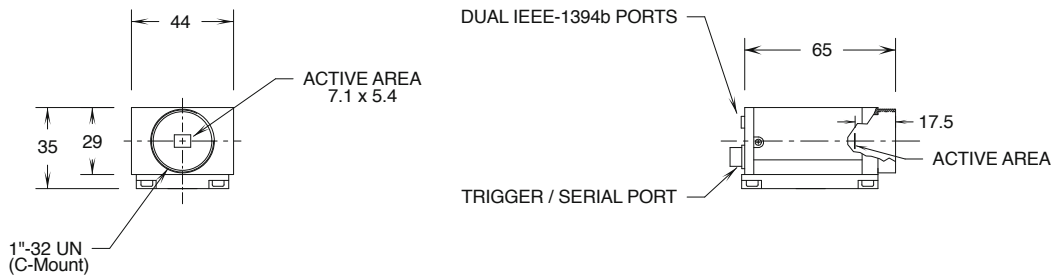 44
ACTIVE AREA
7.1 x 5.4
35
29
1"-32 UN
(C-Mount)
DUAL IEEE-1394b PORTS
65
17.5
ACTIVE AREA
TRIGGER / SERIAL PORT